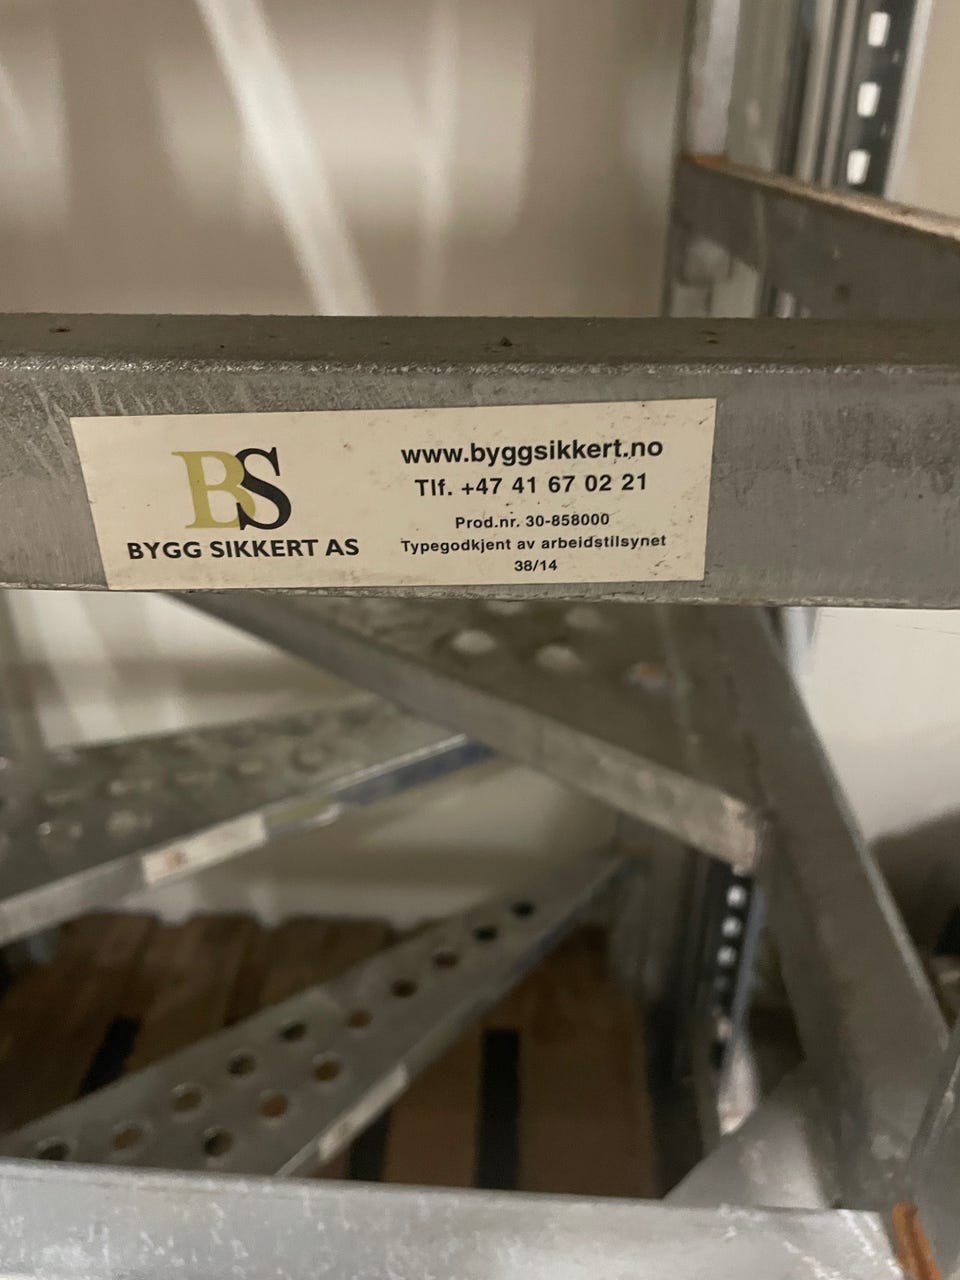 BS
BYGG SIKKERT AS
www.byggsikkert.no
Tlf. +47 41 67 02 21
Prod.nr. 30-858000
Typegodkjent av arbeidstilsynet
38/14